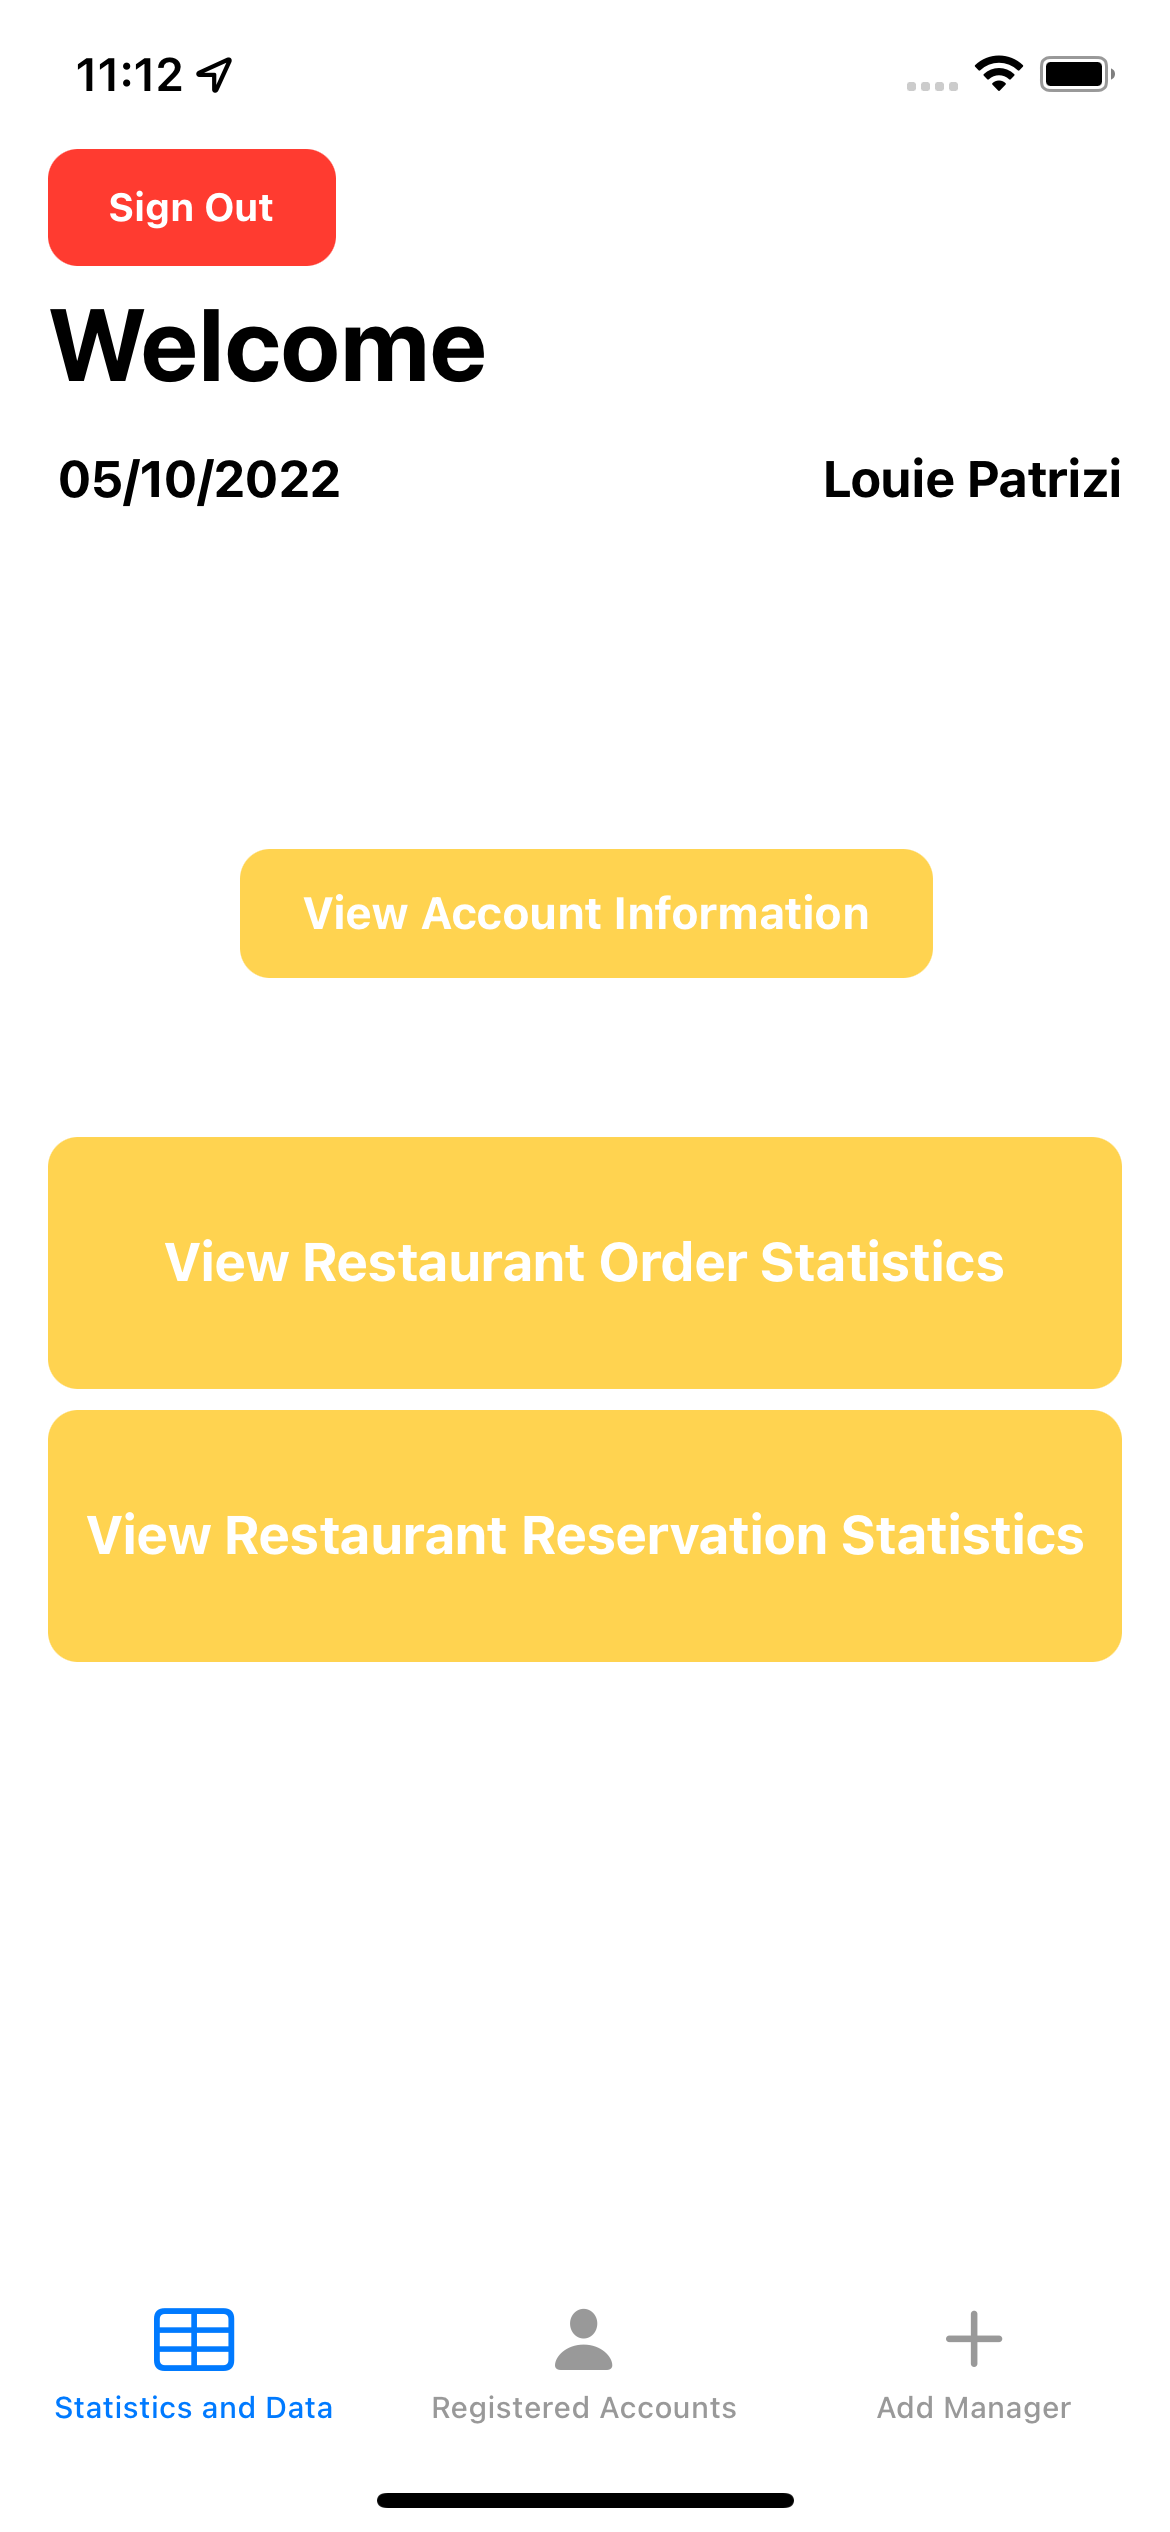 11:12
Sign Out
Welcome
05/10/2022 Louie Patrizi
View Account Information
View Restaurant Order Statistics
View Restaurant Reservation Statistics
Statistics and Data Registered Accounts Add Manager